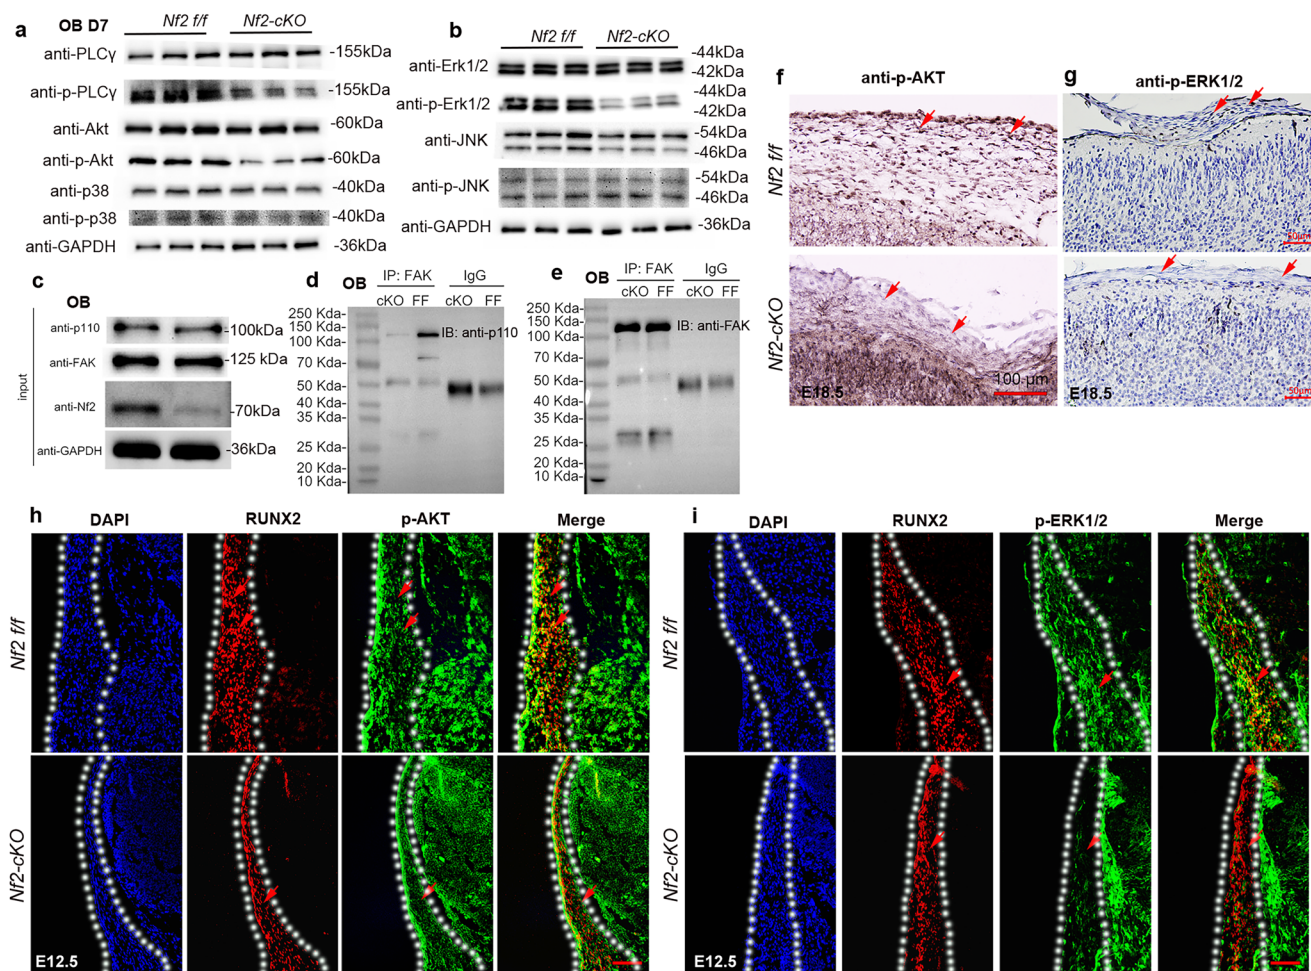 a
OB D7
Nf2 f/f
Nf2-cKO
anti-PLCγ
-155kDa
anti-p-PLCγ
-155kDa
anti-Akt
-60kDa
anti-p-Akt
-60kDa
anti-p38
-40kDa
anti-p-p38
-40kDa
anti-GAPDH
-36kDa
b
Nf2 f/f
Nf2-cKO
anti-Erk1/2
-44kDa
-42kDa
anti-p-Erk1/2
-44kDa
-42kDa
anti-JNK
-54kDa
-46kDa
anti-p-JNK
-54kDa
-46kDa
anti-GAPDH
-36kDa
c
OB
input
anti-p110
-100kDa
anti-FAK
-125 kDa
anti-Nf2
-70kDa
anti-GAPDH
-36kDa
d
OB
IP: FAK
IgG
cKO FF
cKO FF
250 Kda-
150 Kda-
100 Kda-
70 Kda-
50 Kda-
40 Kda-
35 Kda-
25 Kda-
20 Kda-
10 Kda-
IB: anti-p110
e
OB
IP: FAK
IgG
cKO FF
cKO FF
250 Kda-
150 Kda-
100 Kda-
70 Kda-
50 Kda-
40 Kda-
35 Kda-
25 Kda-
20 Kda-
10 Kda-
IB: anti-FAK
f
anti-p-AKT
Nf2 f/f
Nf2-cKO
E18.5
100 μm
g
anti-p-ERK1/2
50μm
E18.5
50μm
h
DAPI
RUNX2
p-AKT
Merge
Nf2 f/f
Nf2-cKO
E12.5
i
DAPI
RUNX2
p-ERK1/2
Merge
Nf2 f/f
Nf2-cKO
E12.5